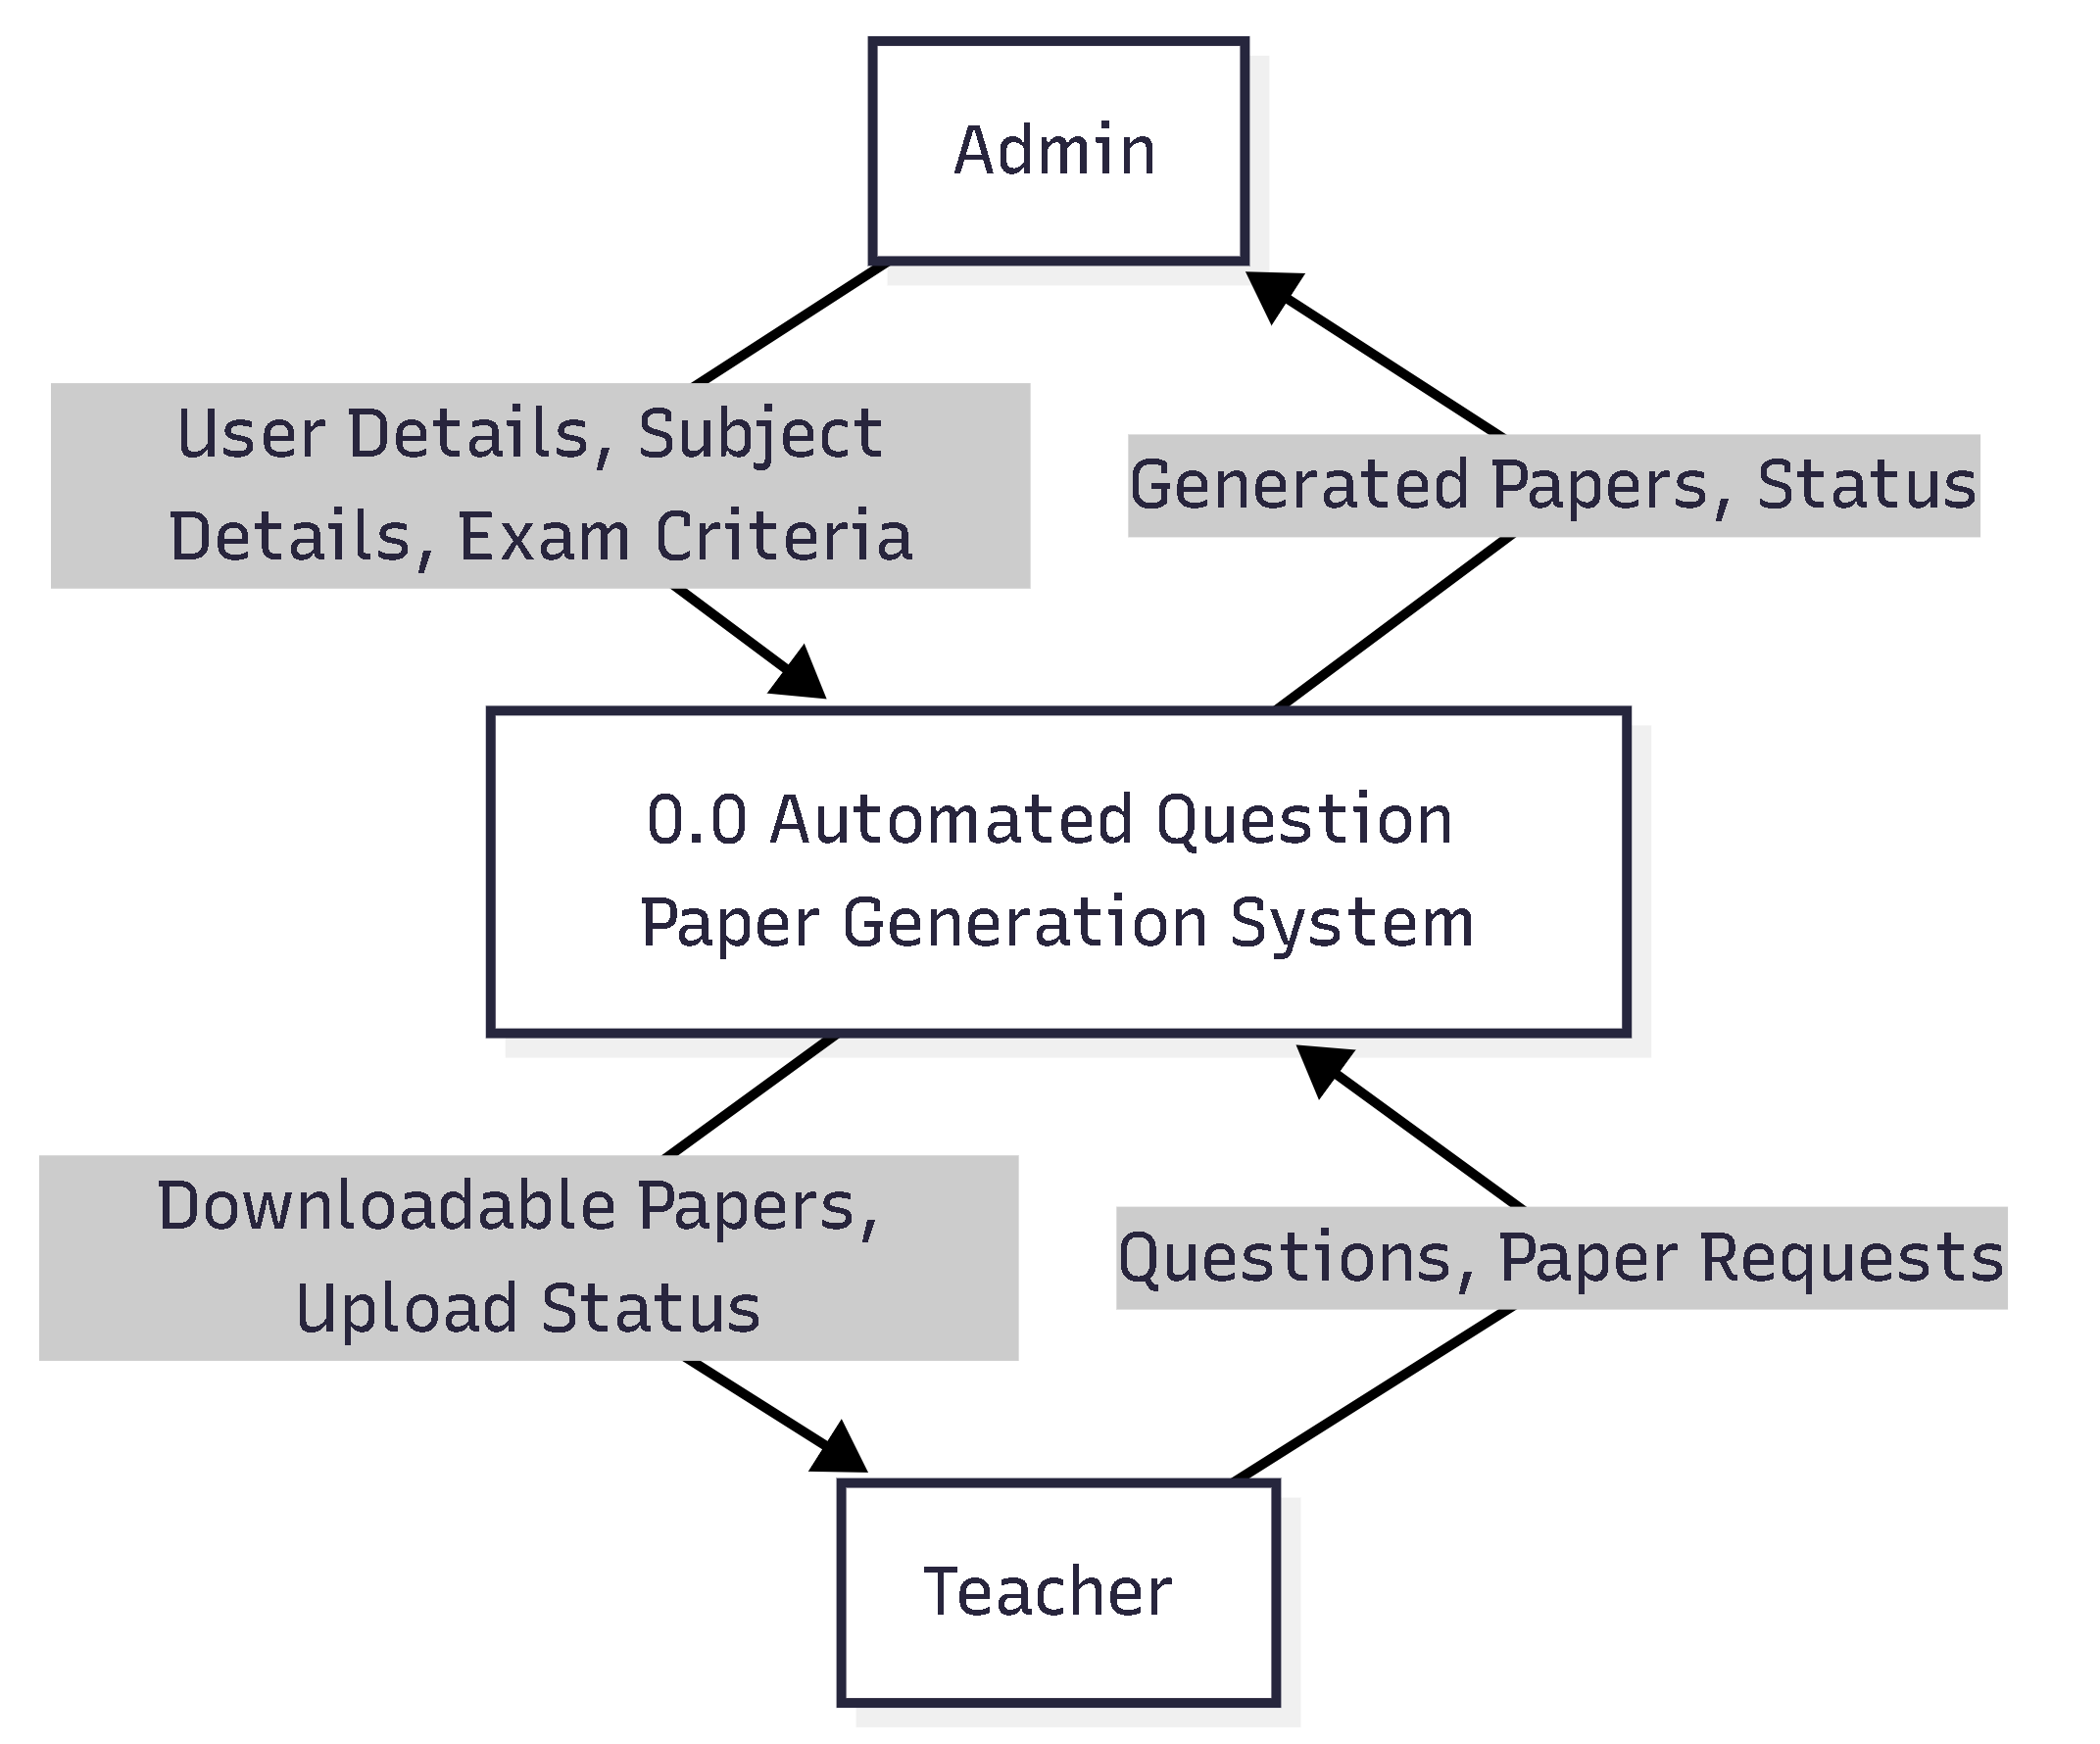 Admin
User Details, Subject
Details, Exam Criteria
Generated Papers, Status
0.0 Automated Question
Paper Generation System
Downloadable Papers,
Upload Status
Questions, Paper Requests
Teacher